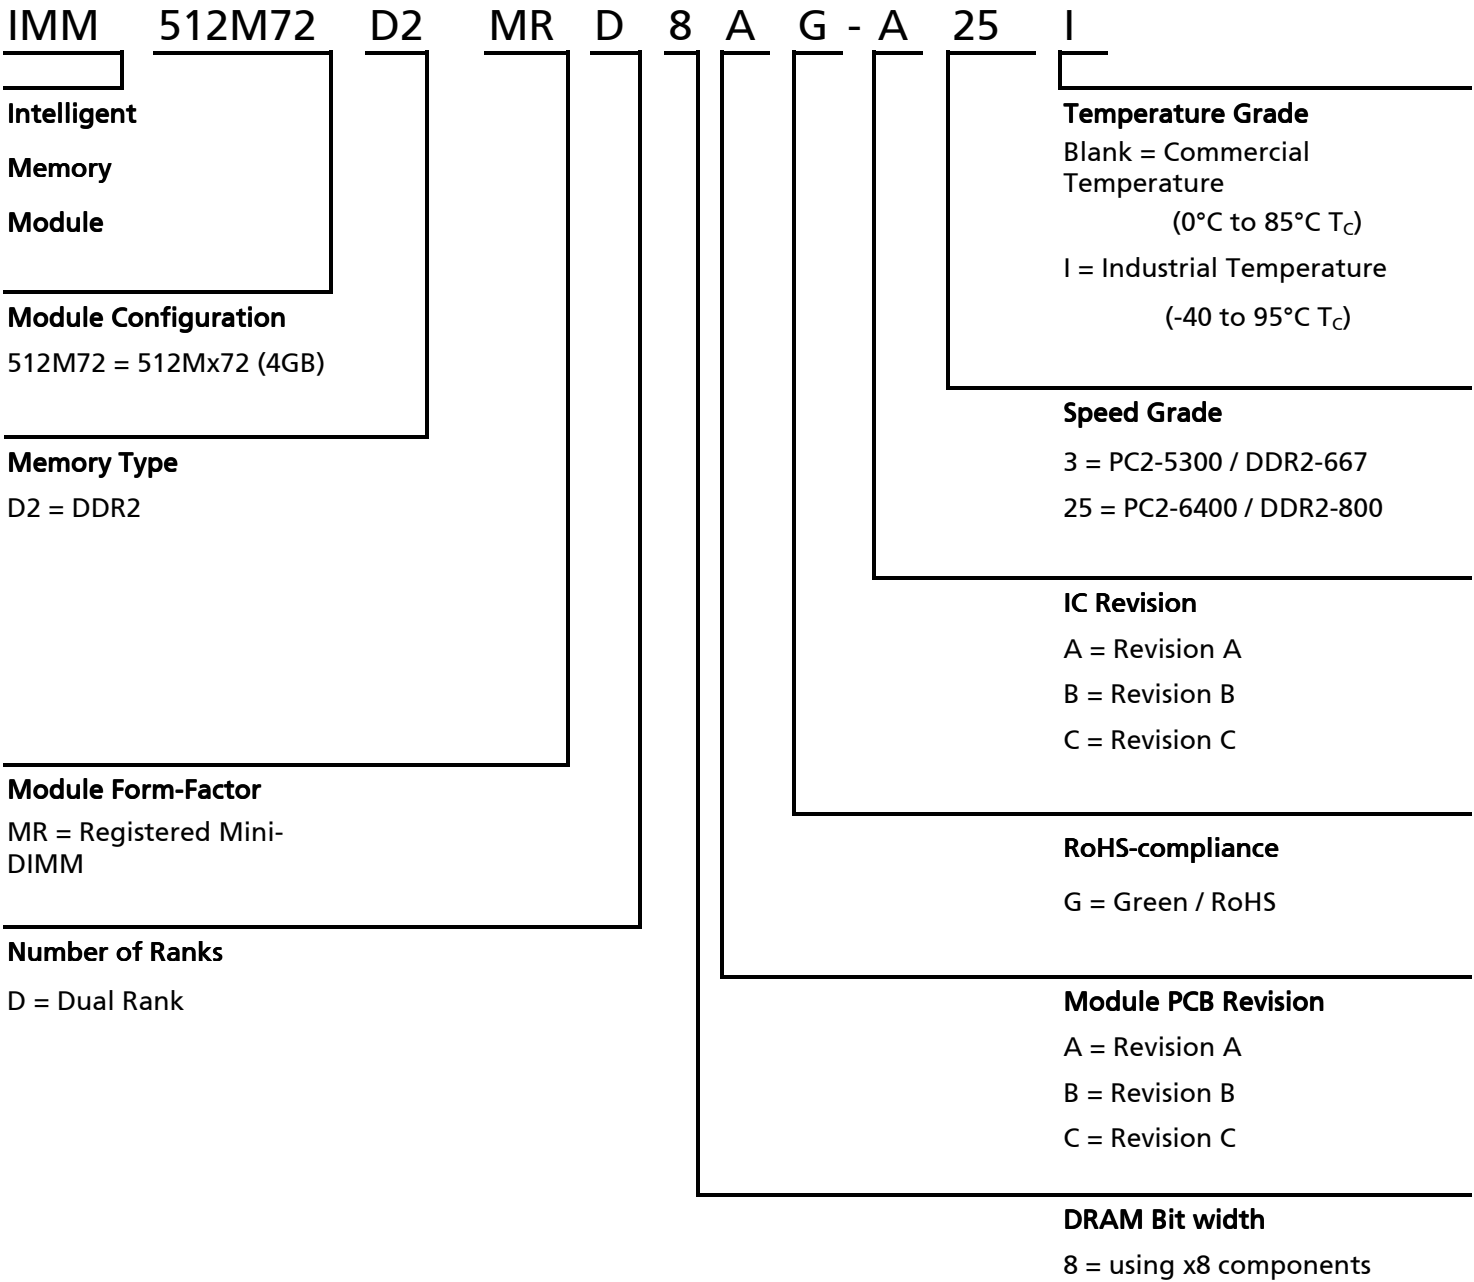 IMM 512M72 D2 MR D 8 A G - A 25 I
Intelligent
Memory
Module
Module Configuration
512M72 = 512Mx72 (4GB)
Memory Type
D2 = DDR2
Module Form-Factor
MR = Registered Mini-
DIMM
Number of Ranks
D = Dual Rank
Temperature Grade
Blank = Commercial
Temperature
(0°C to 85°C TC)
I = Industrial Temperature
(-40 to 95°C TC)
Speed Grade
3 = PC2-5300 / DDR2-667
25 = PC2-6400 / DDR2-800
IC Revision
A = Revision A
B = Revision B
C = Revision C
RoHS-compliance
G = Green / RoHS
Module PCB Revision
A = Revision A
B = Revision B
C = Revision C
DRAM Bit width
8 = using x8 components